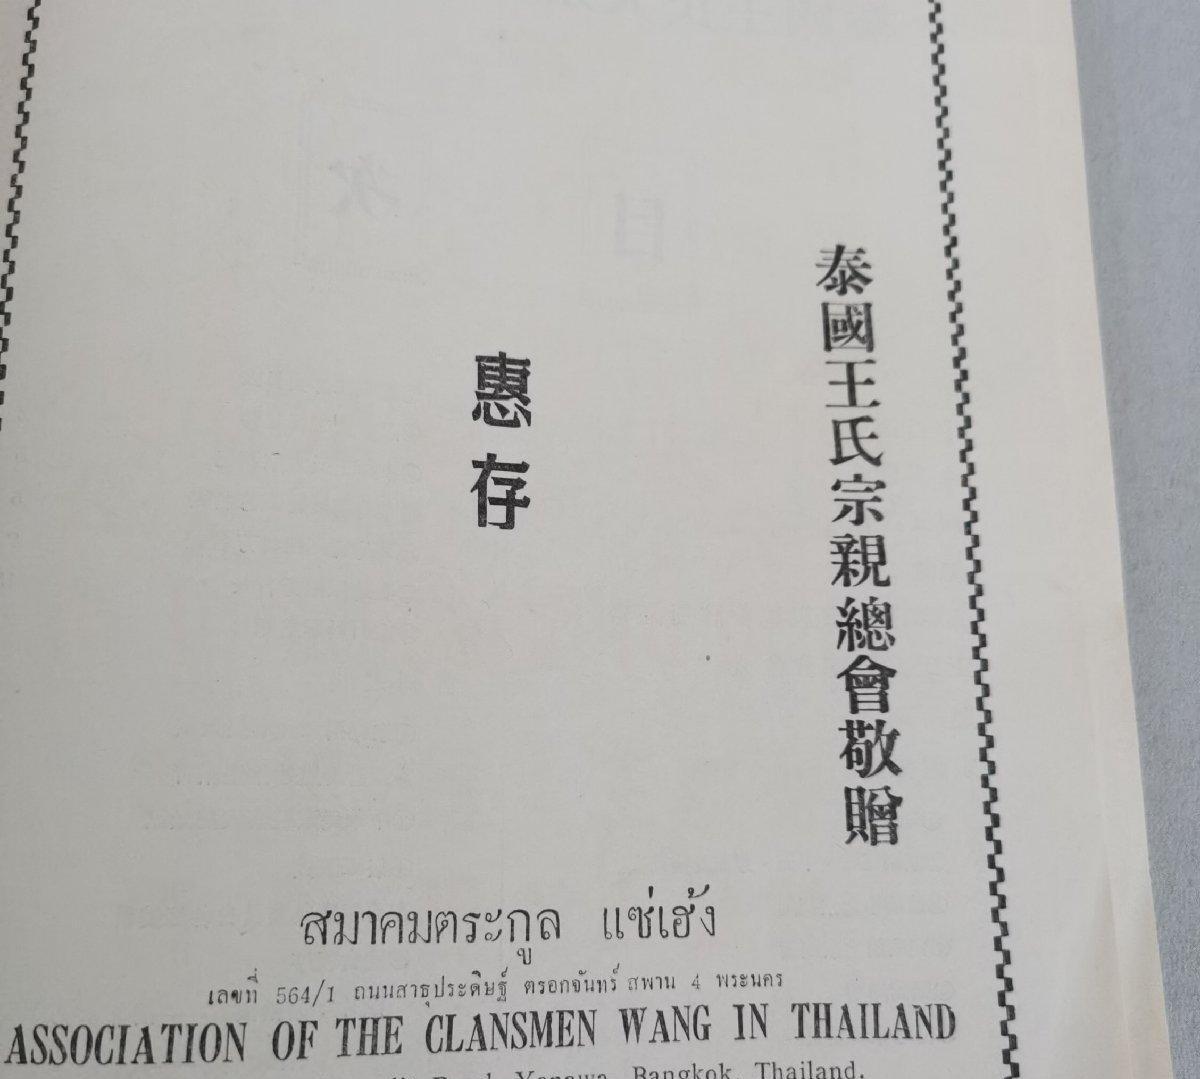 泰國王氏宗親總會敬贈
惠存
สมาคมตระกูล แซ่เฮ้ง
เลขที่ 564/1 ถนนสาธุประดิษฐ์ ตรอกจันทร์ สพาน 4 พระนคร
ASSOCIATION OF THE CLANSMEN WANG IN THAILAND
Road, Yanawa, Bangkok, Thailand.